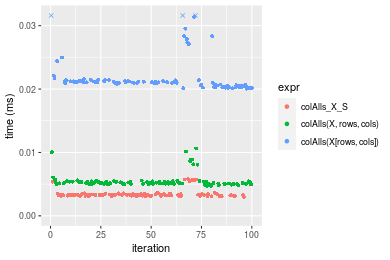 0.03
0.02
0.01
0.00
time (ms)
0
25
50
75
100
iteration
expr
colAlls_X_S
colAlls(X, rows, cols)
colAlls(X[rows, cols])